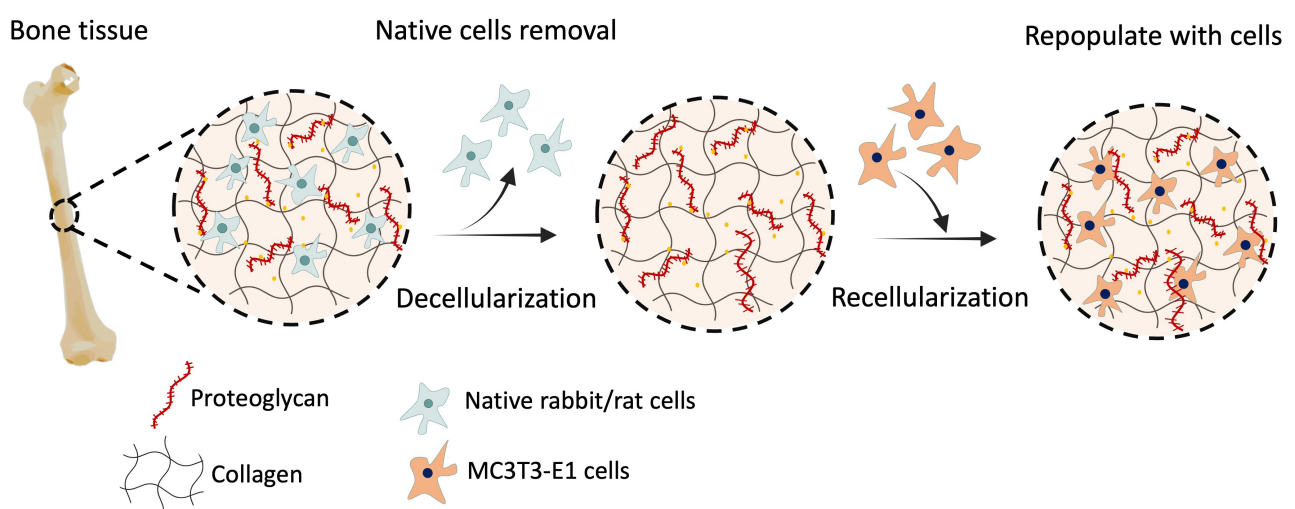 Bone tissue
Native cells removal
Repopulate with cells
Decellularization
Recellularization
Proteoglycan
Native rabbit/rat cells
Collagen
MC3T3-E1 cells